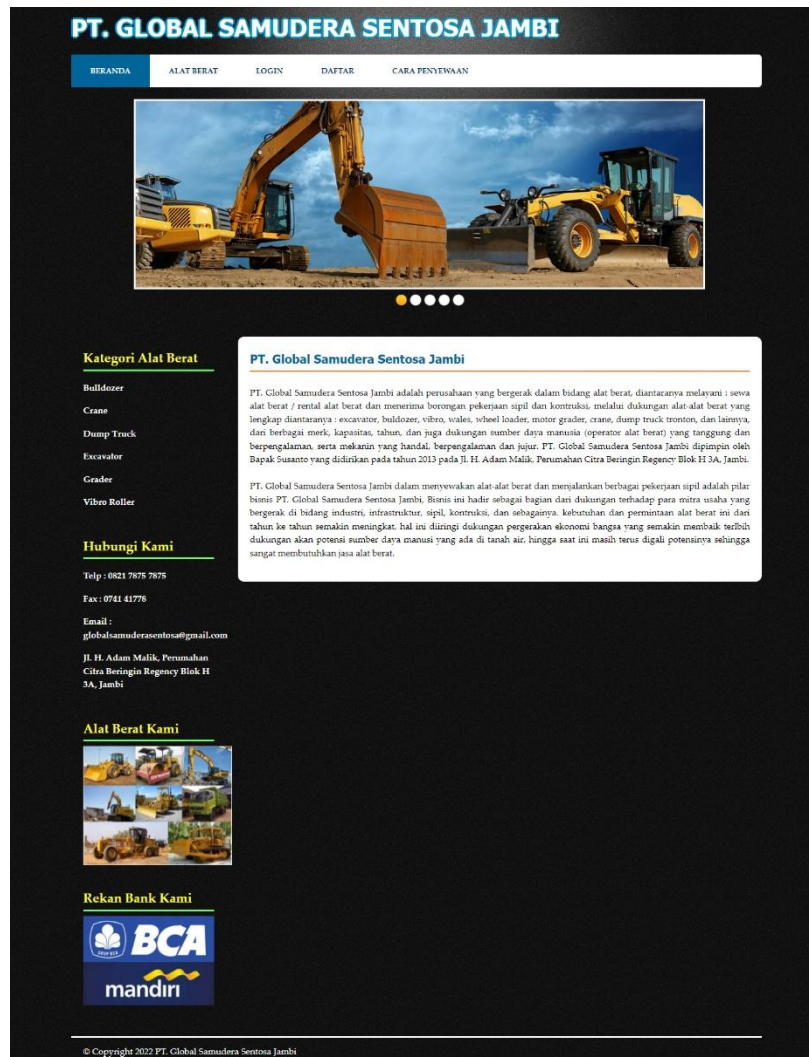 PT. GLOBAL SAMUDERA SENTOSA JAMBI
BERANDA ALAT BERAT LOGIN DAFTAR CARA PENYEWAAN
Kategori Alat Berat
Bulldozer
Crane
Dump Truck
Excavator
Grader
Vibro Roller
Hubungi Kami
Telp : 0821 7875 7875
Fax : 0741 41776
Email :
globalsamuderasentosa@gmail.com
Jl. H. Adam Malik, Perumahan
Citra Beringin Regency Blok H
3A, Jambi
Alat Berat Kami
Rekan Bank Kami
BCA
mandiri
PT. Global Samudera Sentosa Jambi
PT. Global Samudera Sentosa Jambi adalah perusahaan yang bergerak dalam bidang alat berat, diantaranya melayani : sewa
alat berat / rental alat berat dan menerima borongan pekerjaan sipil dan kontruksi, melalui dukungan alat-alat berat yang
lengkap diantaranya : excavator, buldozer, vibro, wales, wheel loader, motor grader, crane, dump truck tronton, dan lainnya,
dari berbagai merk, kapasitas, tahun, dan juga dukungan sumber daya manusia (operator alat berat) yang tanggung dan
berpengalaman, serta mekanin yang handal, berpengalaman dan jujur. PT. Global Samudera Sentosa Jambi dipimpin oleh
Bapak Susanto yang didirikan pada tahun 2013 pada Jl. H. Adam Malik, Perumahan Citra Beringin Regency Blok H 3A, Jambi.
PT. Global Samudera Sentosa Jambi dalam menyewakan alat-alat berat dan menjalankan berbagai pekerjaan sipil adalah pilar
bisnis PT. Global Samudera Sentosa Jambi, Bisnis ini hadir sebagai bagian dari dukungan terhadap para mitra usaha yang
bergerak di bidang industri, infrastruktur, sipil, kontruksi, dan sebagainya. kebutuhan dan permintaan alat berat ini dari
tahun ke tahun semakin meningkat, hal ini diiringi dukungan pergerakan ekonomi bangsa yang semakin membaik terlbih
dukungan akan potensi sumber daya manusi yang ada di tanah air, hingga saat ini masih terus digali potensinya sehingga
sangat membutuhkan jasa alat berat.
© Copyright 2022 PT. Global Samudera Sentosa Jambi